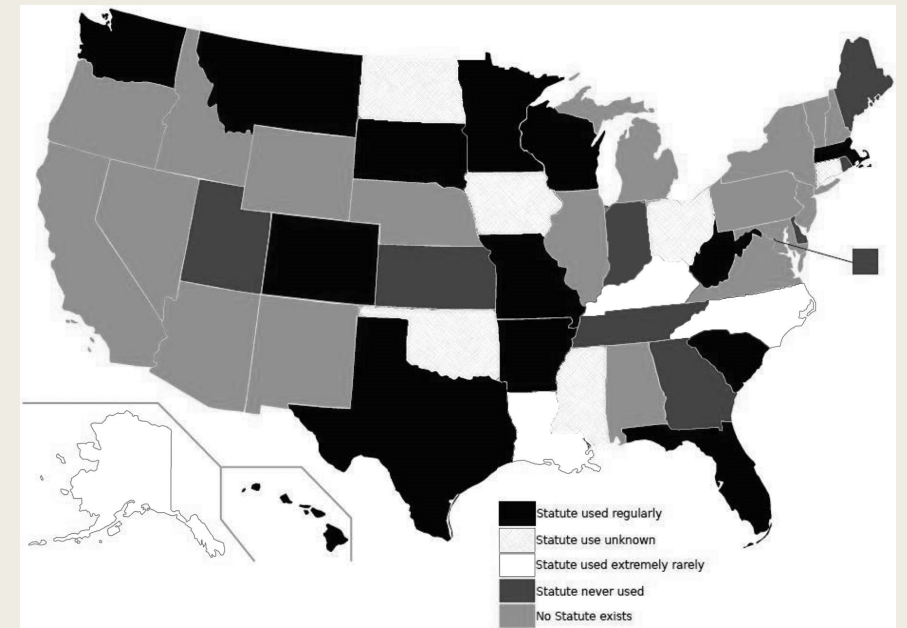 Statute used regularly
Statute use unknown
Statute used extremely rarely
Statute never used
No Statute exists